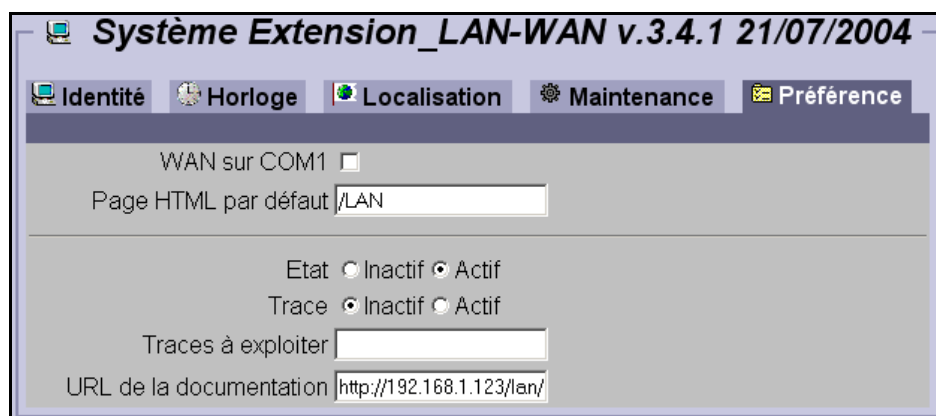 Système Extension_LAN-WAN v.3.4.1 21/07/2004
Identité Horloge Localisation Maintenance Préférence
WAN sur COM1
Page HTML par défaut /LAN
Etat Inactif Actif
Trace Inactif Actif
Traces à exploiter
URL de la documentation http://192.168.1.123/lan/